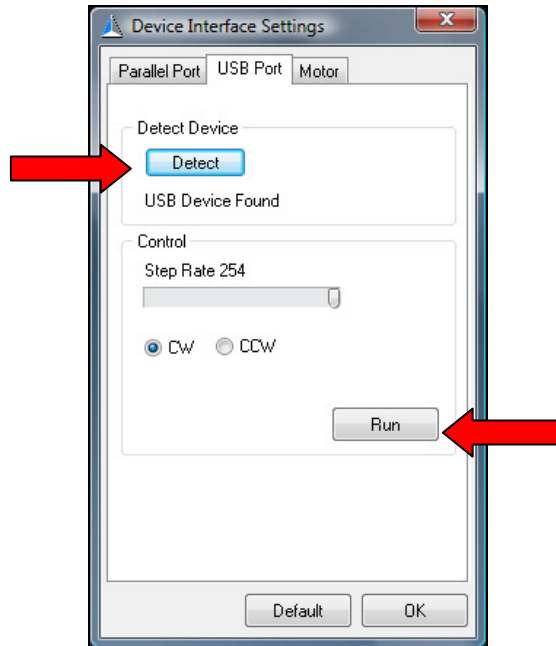 Device Interface Settings
Parallel Port USB Port Motor
Detect Device
Detect
USB Device Found
Control
Step Rate 254
CW CCW
Run
Default OK